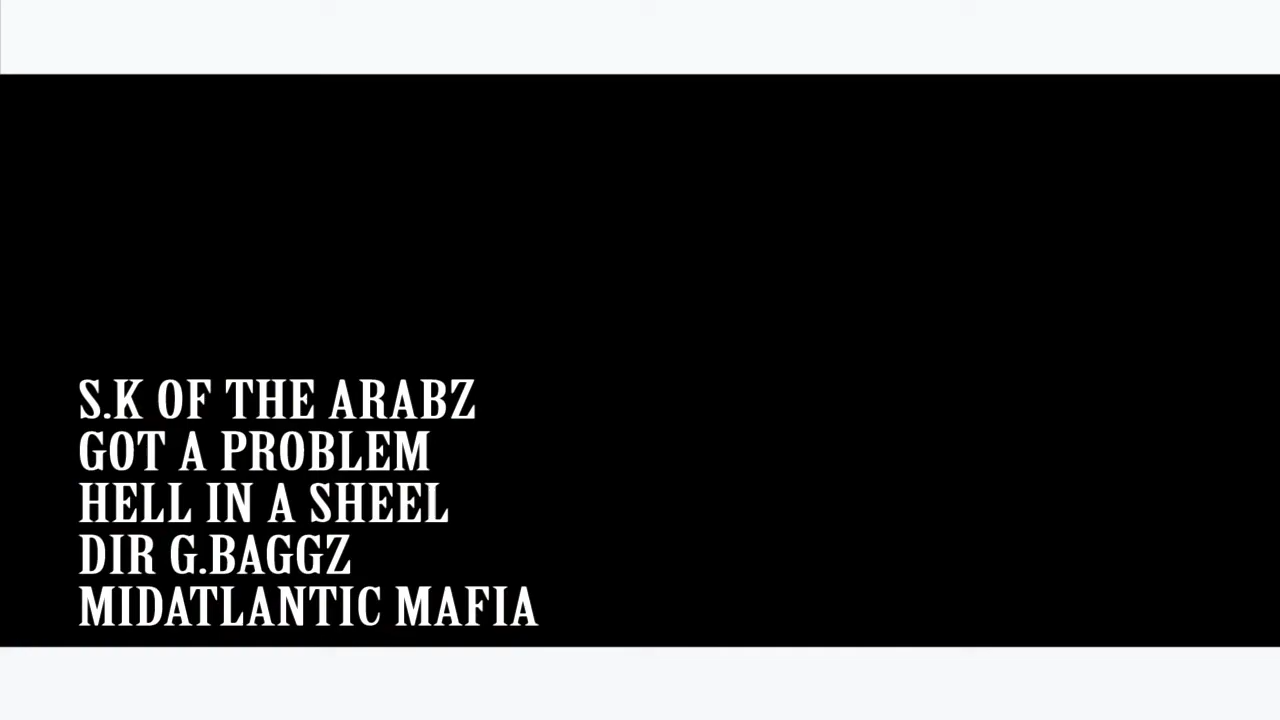 S.K OF THE ARABZ
GOT A PROBLEM
HELL IN A SHEEL
DIR G.BAGGZ
MIDATLANTIC MAFIA